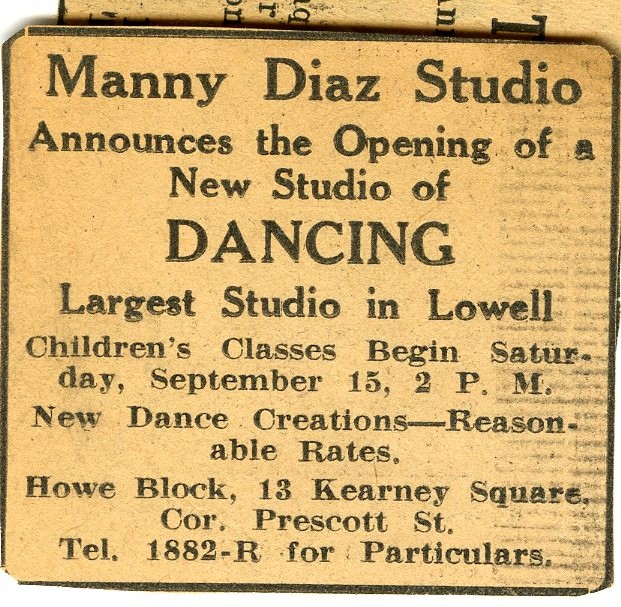 Manny Diaz Studio
Announces the Opening of a
New Studio of
DANCING
Largest Studio in Lowell
Children's Classes Begin Satur-
day, September 15, 2 P. M.
New Dance Creations—Reason-
able Rates.
Howe Block, 13 Kearney Square,
Cor. Prescott St.
Tel. 1882-R for Particulars.